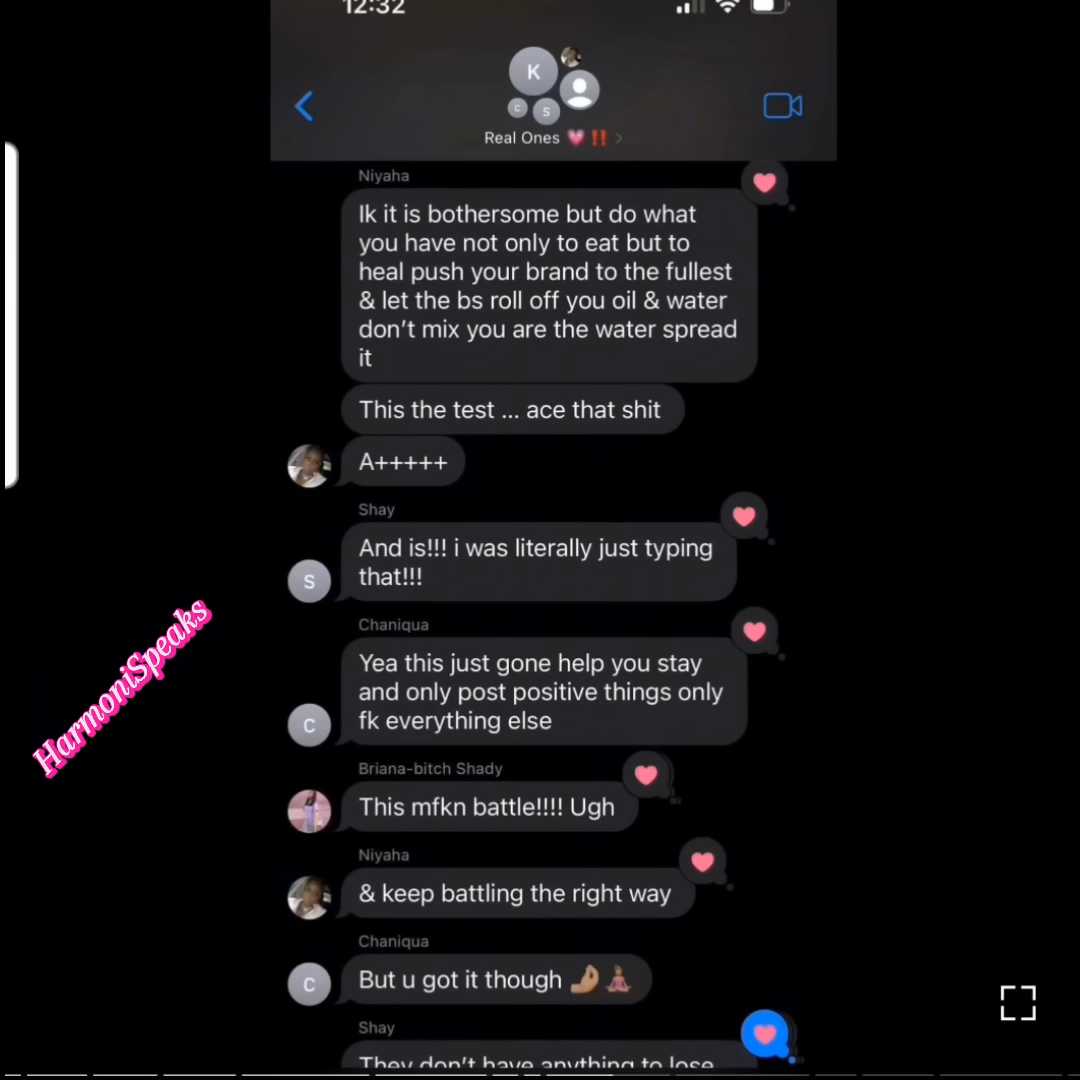 12:32
K
C
S
Real Ones 💗 ‼️ >
Niyaha
Ik it is bothersome but do what
you have not only to eat but to
heal push your brand to the fullest
& let the bs roll off you oil & water
don't mix you are the water spread
it
This the test ... ace that shit
A+++++
Shay
And is!!! i was literally just typing
that!!!
S
Chaniqua
Yea this just gone help you stay
and only post positive things only
fk everything else
C
Briana-bitch Shady
This mfkn battle!!!! Ugh
Niyaha
& keep battling the right way
Chaniqua
But u got it though 🤌🏼 🧘🏽‍♀️
C
Shay
They don't have anything to lose
HarmoniSpeaks